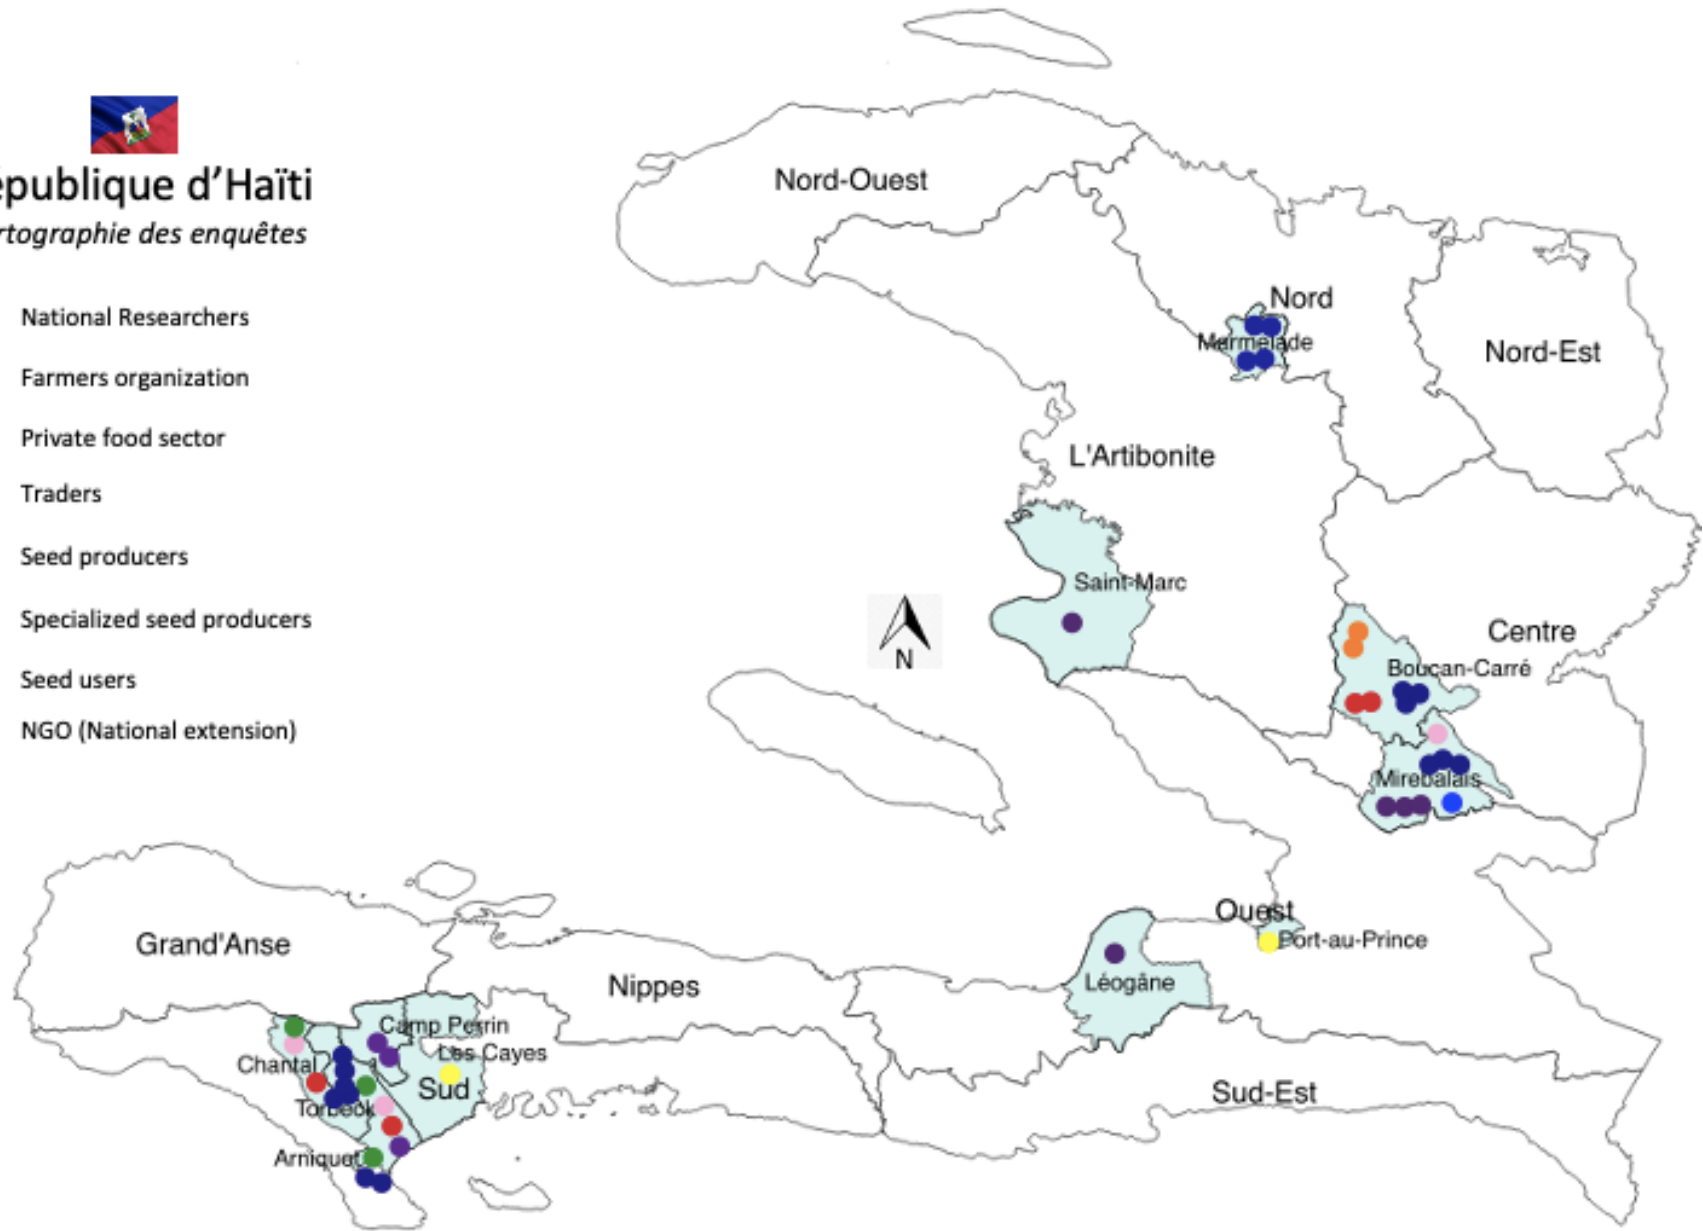 épublique d'Haïti
rtographie des enquêtes
National Researchers
Farmers organization
Private food sector
Traders
Seed producers
Specialized seed producers
Seed users
NGO (National extension)
Nord-Ouest
Nord
Marmelade
Nord-Est
L'Artibonite
Saint-Marc
N
Centre
Boucan-Carré
Mirebalais
Ouest
Port-au-Prince
Léogâne
Grand'Anse
Nippes
Camp Perrin
Les Cayes
Chantal
Sud
Torbeck
Sud-Est
Arniquet